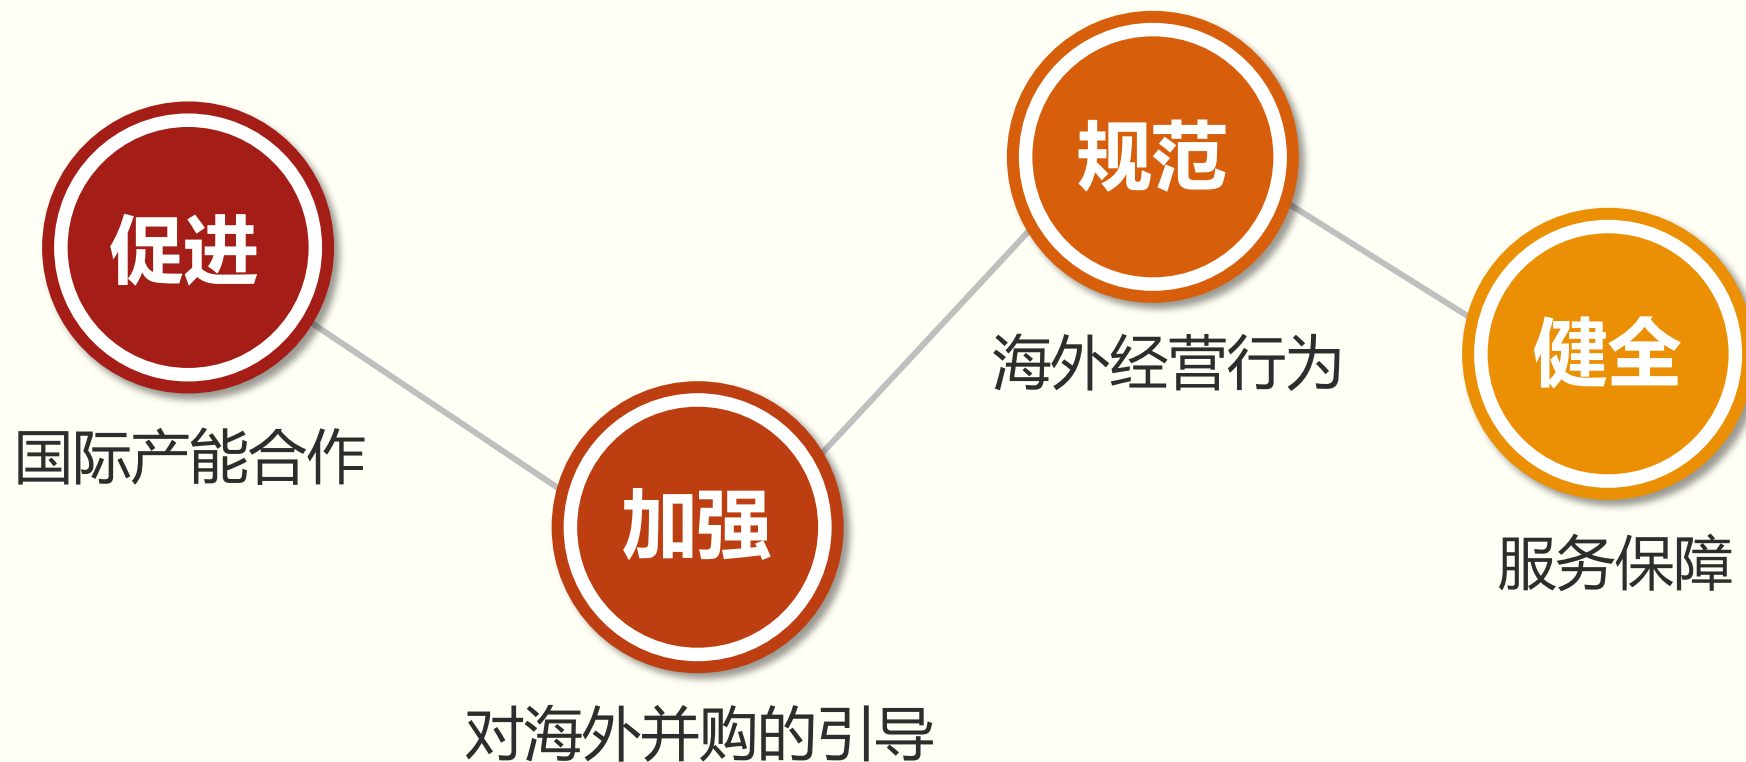 促进
国际产能合作
加强
对海外并购的引导
规范
海外经营行为
健全
服务保障